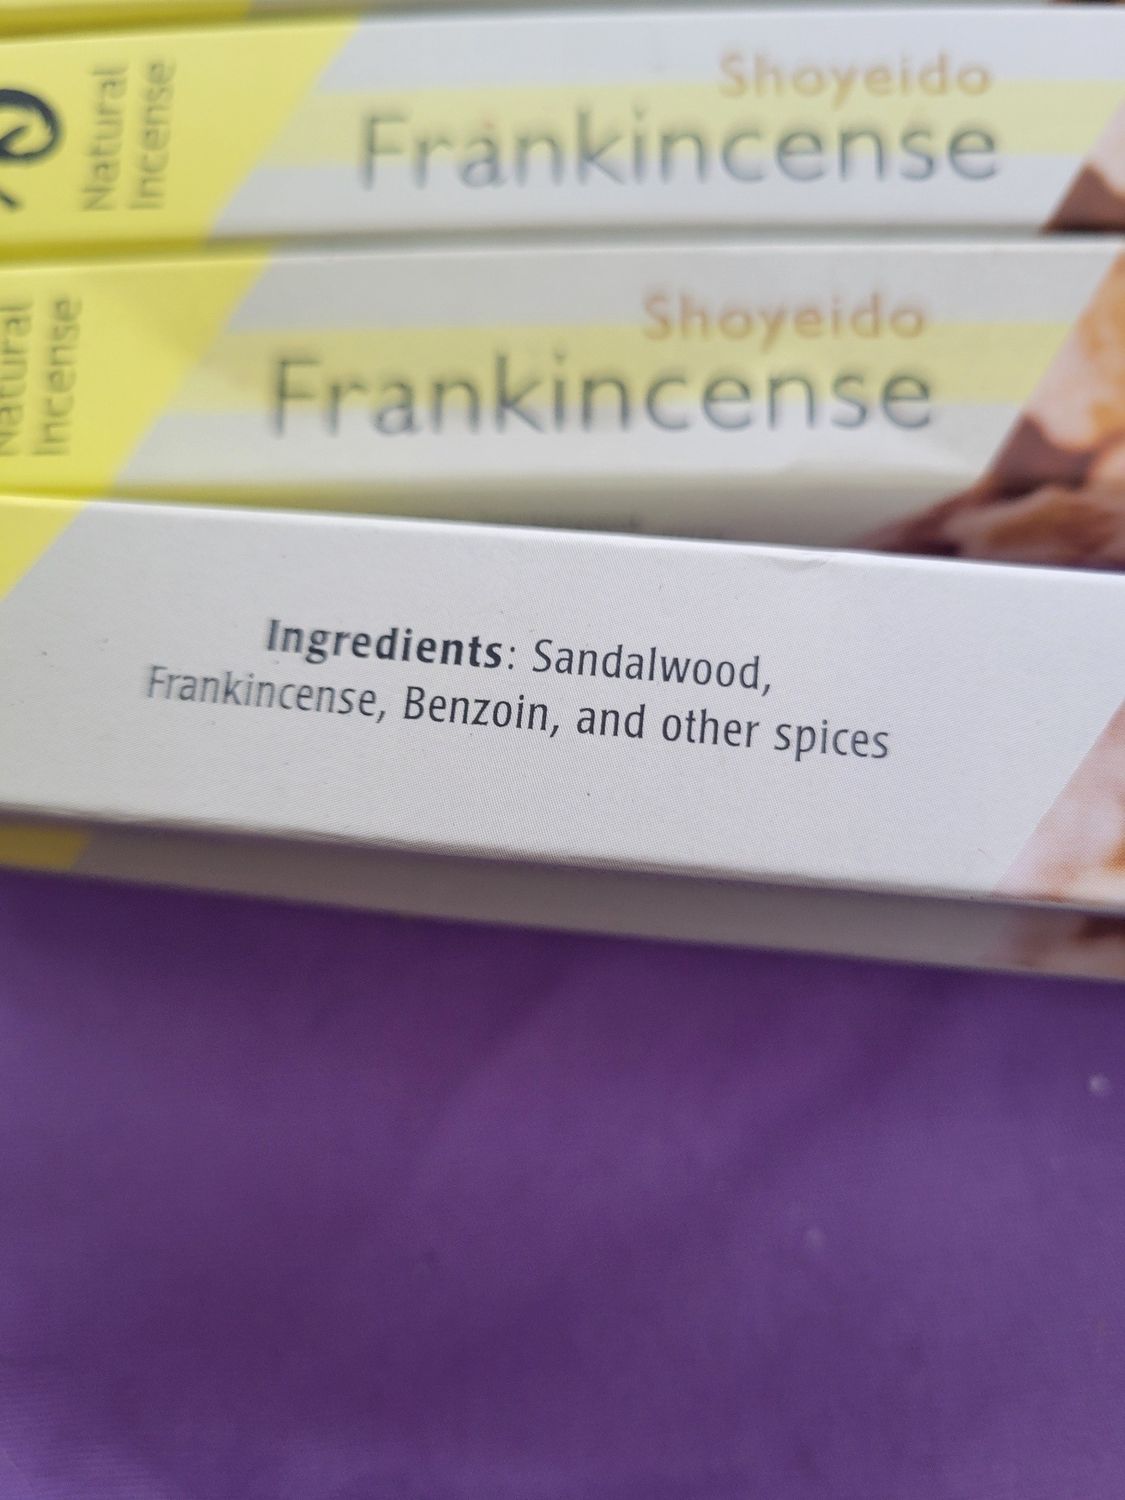 Natural
Incense
Shoyeido
Frankincense
Natural
Incense
Shoyeido
Frankincense
Ingredients: Sandalwood,
Frankincense, Benzoin, and other spices